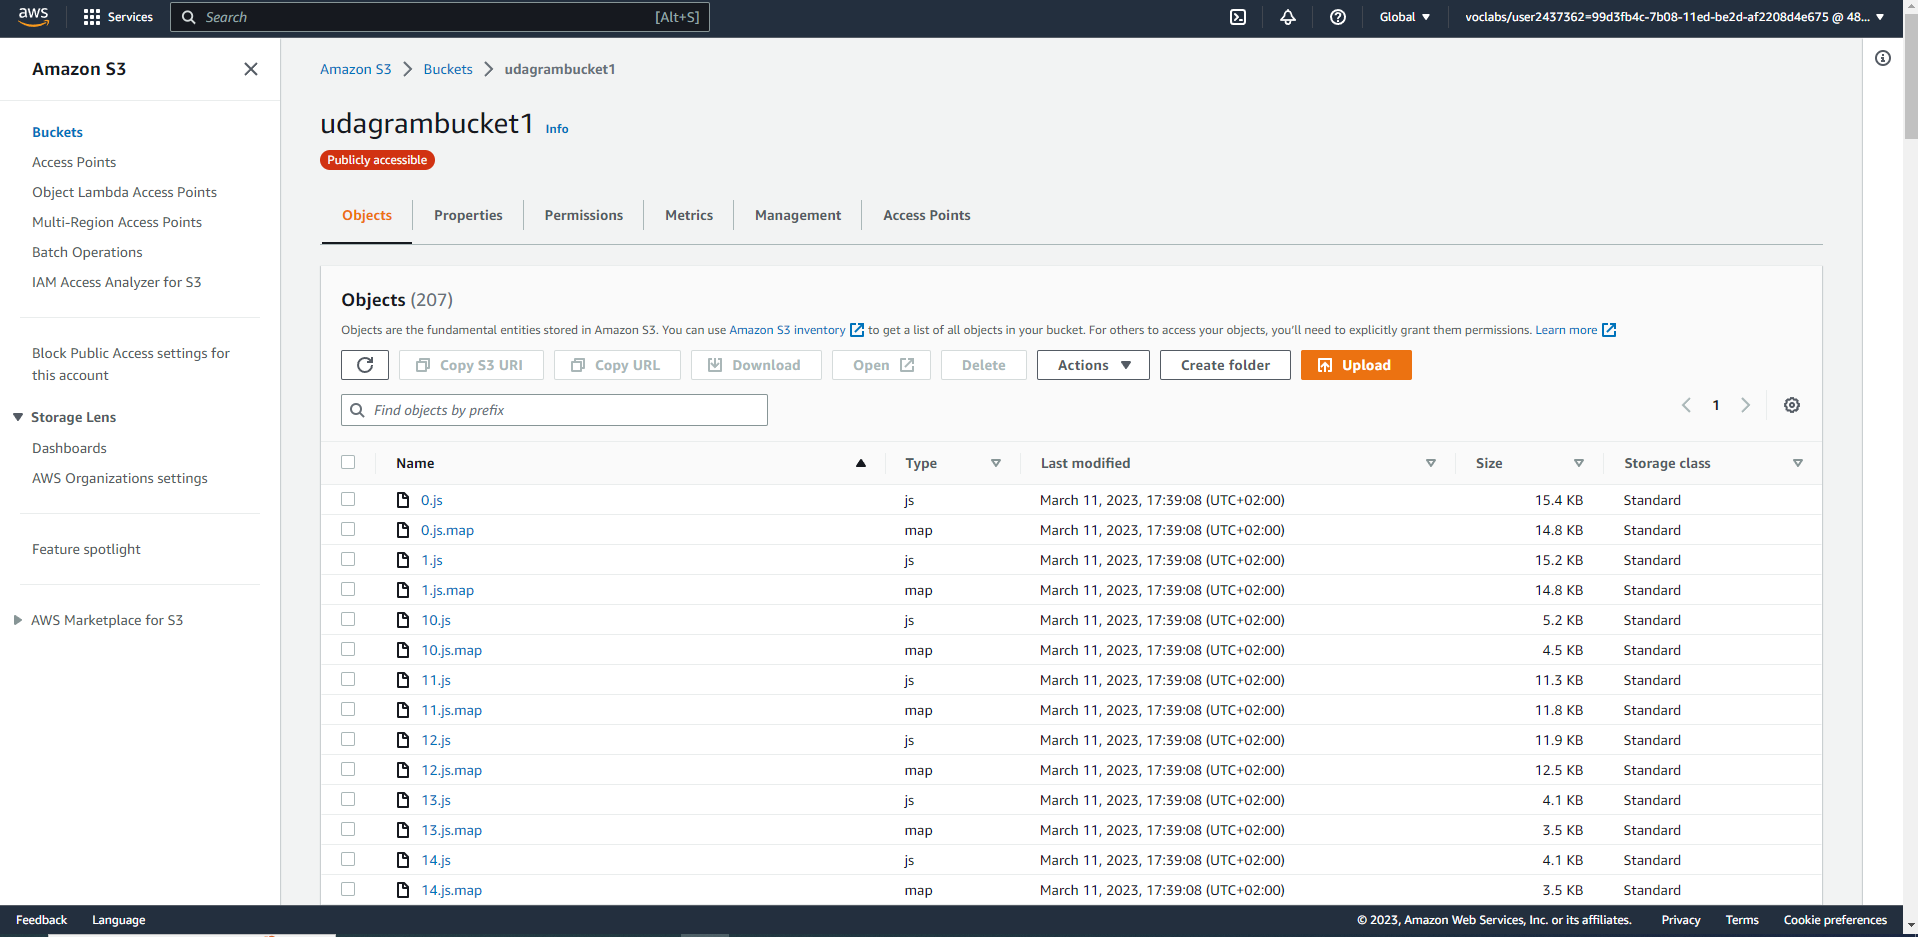 aws Services Search [Alt+S] Global voclabs/user2437362=99d3fb4c-7b08-11ed-be2d-af2208d4e675 @ 48...
Amazon S3
Buckets
Access Points
Object Lambda Access Points
Multi-Region Access Points
Batch Operations
IAM Access Analyzer for S3
Block Public Access settings for
this account
Storage Lens
Dashboards
AWS Organizations settings
Feature spotlight
AWS Marketplace for S3
Amazon S3 Buckets udagrambucket1
udagrambucket1 Info
Publicly accessible
Objects Properties Permissions Metrics Management Access Points
Objects (207)
Objects are the fundamental entities stored in Amazon S3. You can use Amazon S3 inventory to get a list of all objects in your bucket. For others to access your objects, you'll need to explicitly grant them permissions. Learn more
Copy S3 URI Copy URL Download Open Delete Actions Create folder Upload
Find objects by prefix 1
Name Type Last modified Size Storage class
0.js js March 11, 2023, 17:39:08 (UTC+02:00) 15.4 KB Standard
0.js.map map March 11, 2023, 17:39:08 (UTC+02:00) 14.8 KB Standard
1.js js March 11, 2023, 17:39:08 (UTC+02:00) 15.2 KB Standard
1.js.map map March 11, 2023, 17:39:08 (UTC+02:00) 14.8 KB Standard
10.js js March 11, 2023, 17:39:08 (UTC+02:00) 5.2 KB Standard
10.js.map map March 11, 2023, 17:39:08 (UTC+02:00) 4.5 KB Standard
11.js js March 11, 2023, 17:39:08 (UTC+02:00) 11.3 KB Standard
11.js.map map March 11, 2023, 17:39:08 (UTC+02:00) 11.8 KB Standard
12.js js March 11, 2023, 17:39:08 (UTC+02:00) 11.9 KB Standard
12.js.map map March 11, 2023, 17:39:08 (UTC+02:00) 12.5 KB Standard
13.js js March 11, 2023, 17:39:08 (UTC+02:00) 4.1 KB Standard
13.js.map map March 11, 2023, 17:39:08 (UTC+02:00) 3.5 KB Standard
14.js js March 11, 2023, 17:39:08 (UTC+02:00) 4.1 KB Standard
14.js.map map March 11, 2023, 17:39:08 (UTC+02:00) 3.5 KB Standard
Feedback Language © 2023, Amazon Web Services, Inc. or its affiliates. Privacy Terms Cookie preferences